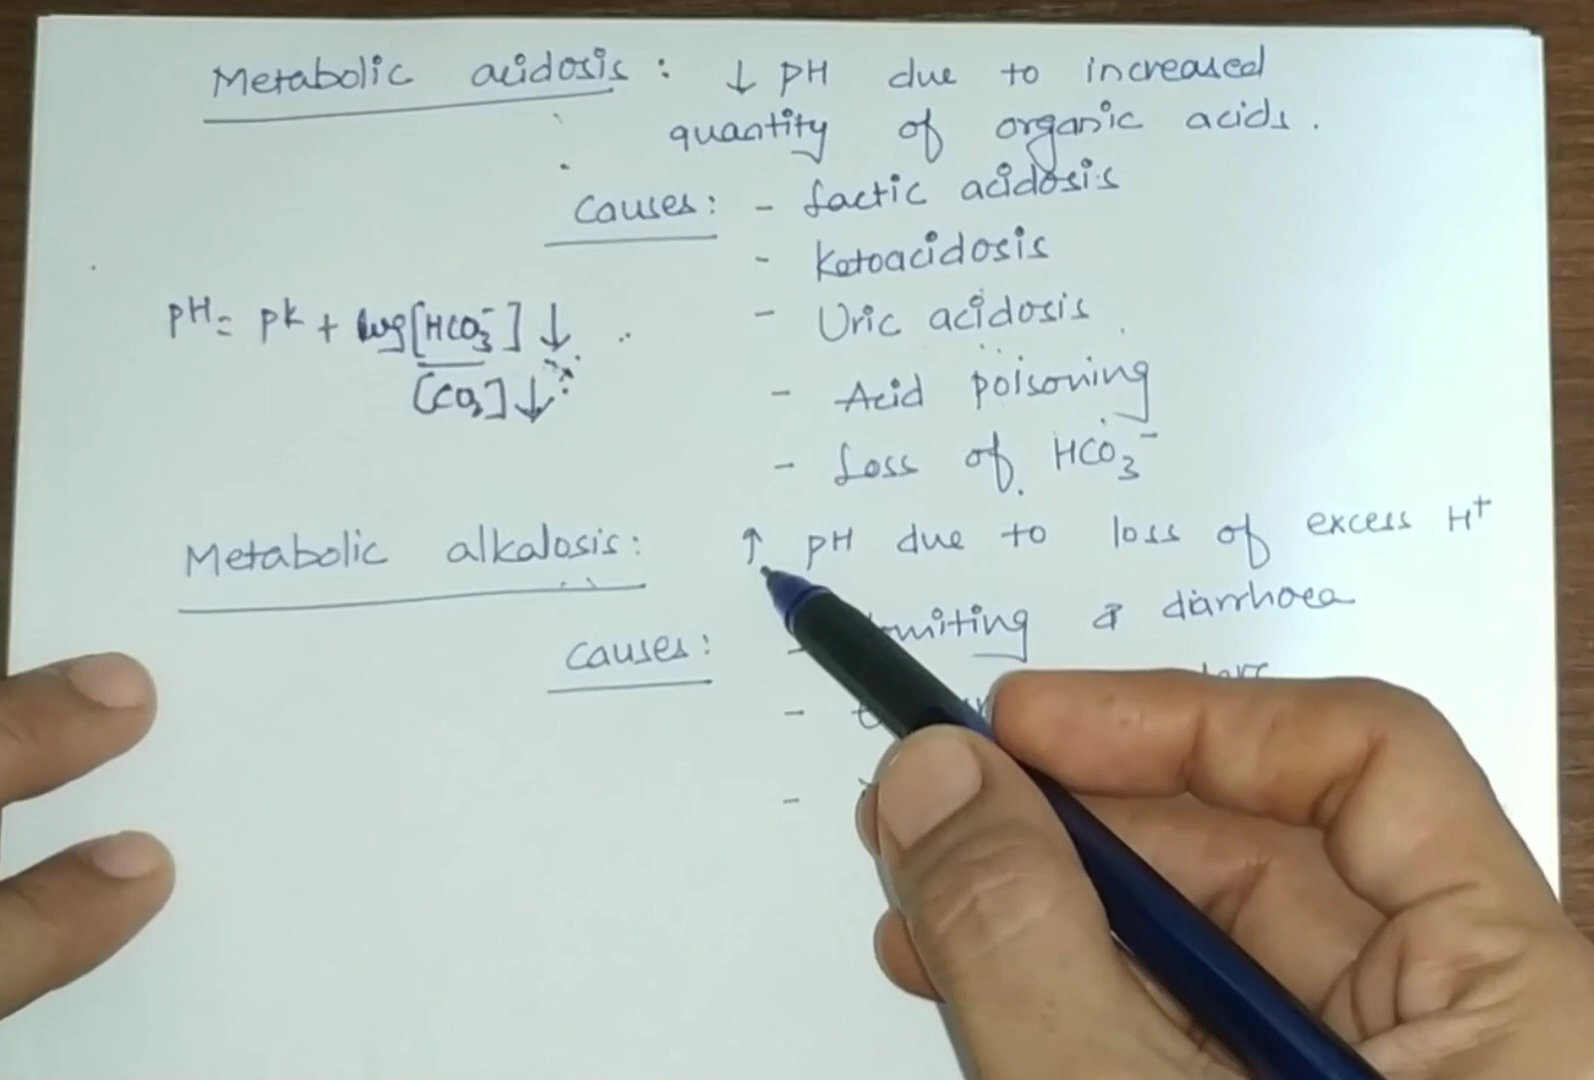 Metabolic acidosis : ↓ pH due to increased
quantity of organic acids.
Causes: - Lactic acidosis
- Ketoacidosis
- Uric acidosis
pH = pK + log [HCO3-] ↓
[CO2] ↓
- Acid poisoning
- Loss of HCO3-
Metabolic alkalosis: ↑ pH due to loss of excess H+
Causes: - & diarrhoea
-
-